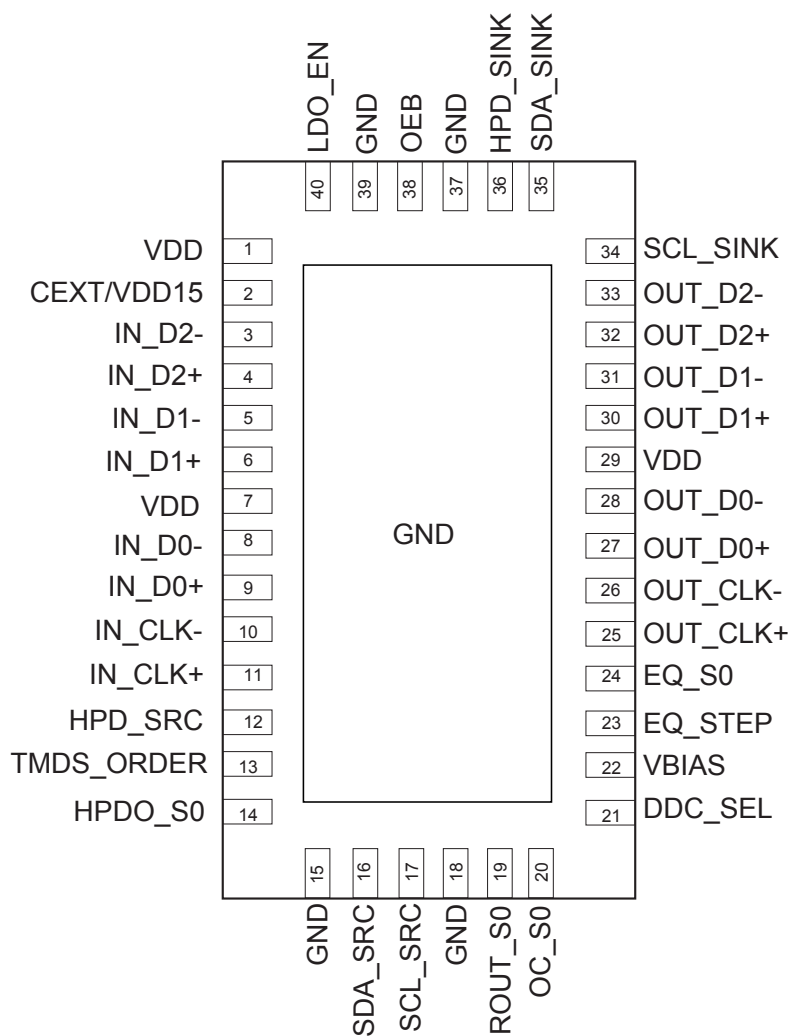 LDO_EN
GND
OEB
GND
HPD_SINK
SDA_SINK
40
39
38
37
36
35
VDD 1
CEXT/VDD15 2
IN_D2- 3
IN_D2+ 4
IN_D1- 5
IN_D1+ 6
VDD 7
IN_D0- 8
IN_D0+ 9
IN_CLK- 10
IN_CLK+ 11
HPD_SRC 12
TMDS_ORDER 13
HPDO_S0 14
GND
34 SCL_SINK
33 OUT_D2-
32 OUT_D2+
31 OUT_D1-
30 OUT_D1+
29 VDD
28 OUT_D0-
27 OUT_D0+
26 OUT_CLK-
25 OUT_CLK+
24 EQ_S0
23 EQ_STEP
22 VBIAS
21 DDC_SEL
15
16
17
18
19
20
GND
SDA_SRC
SCL_SRC
GND
ROUT_S0
OC_S0